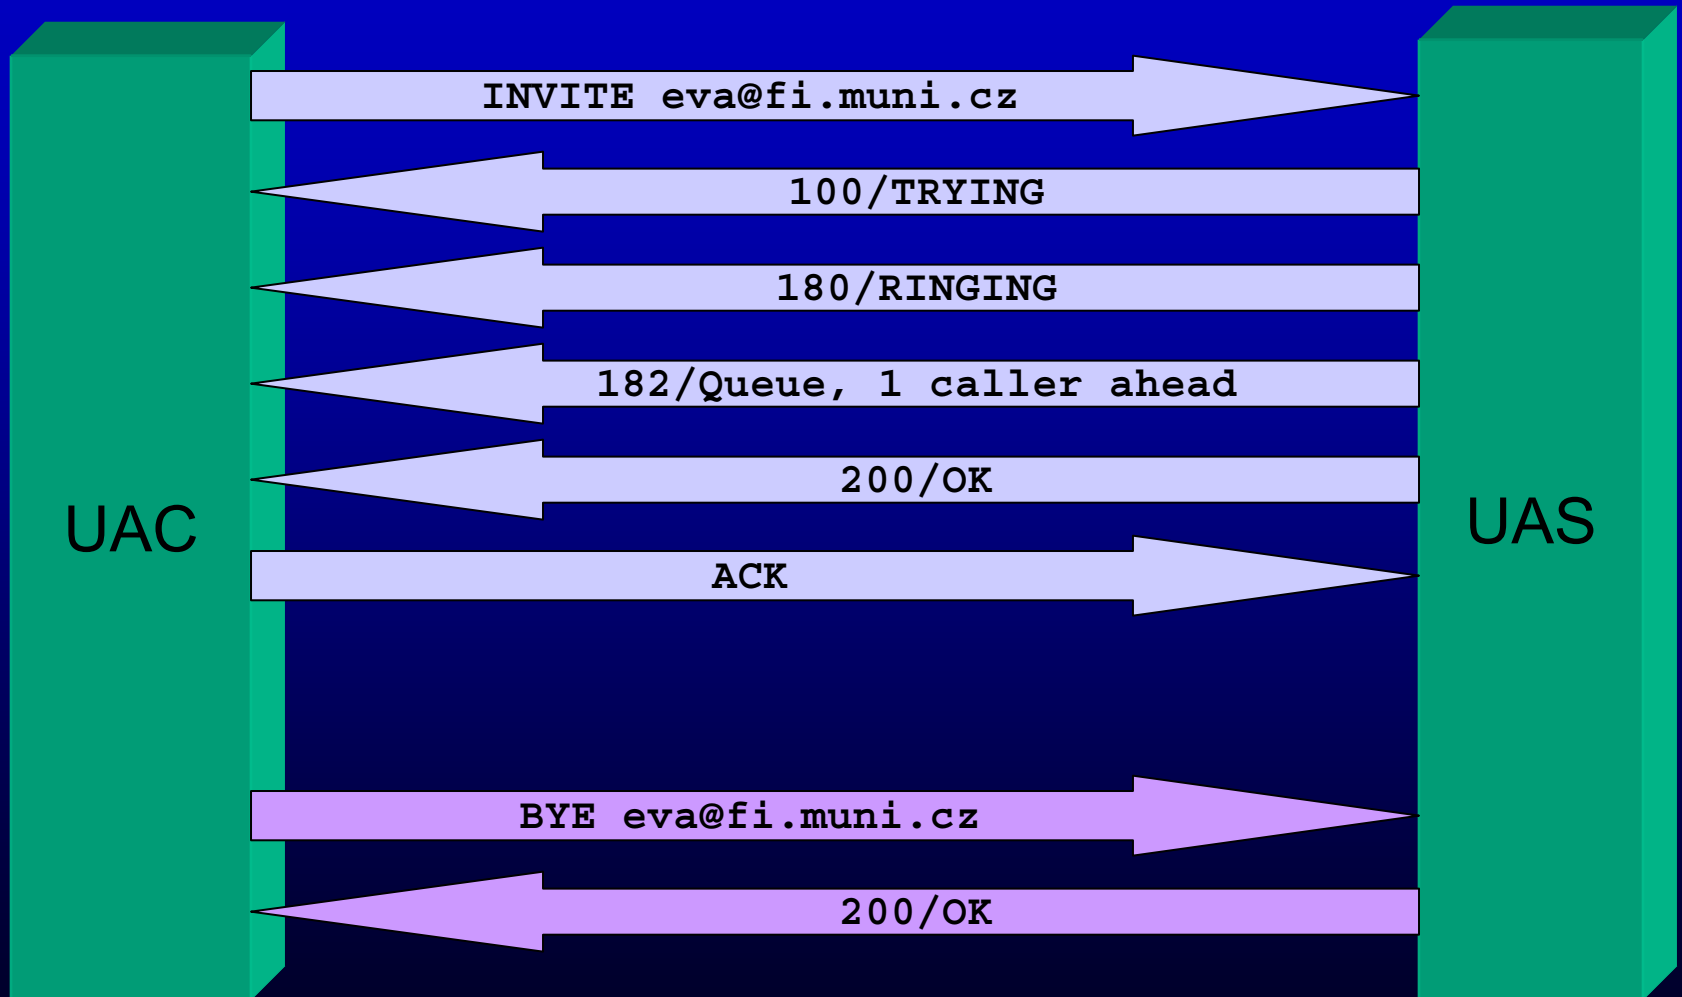 INVITE eva@fi.muni.cz
100/TRYING
180/RINGING
182/Queue, 1 caller ahead
200/OK
UAC
UAS
ACK
BYE eva@fi.muni.cz
200/OK